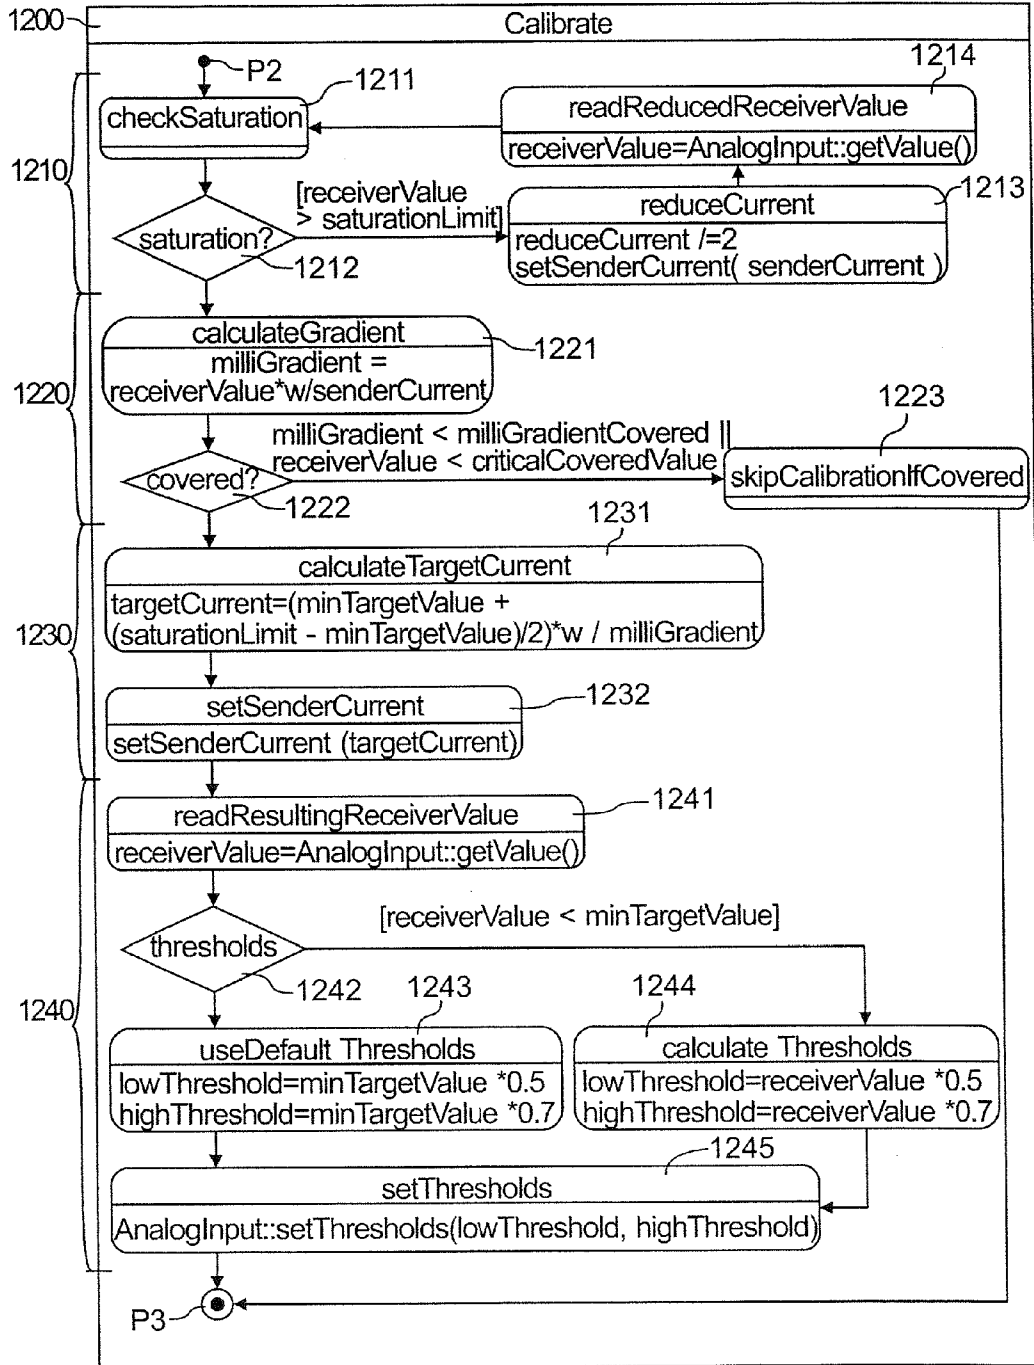 1200
Calibrate
P2
1211
1214
checkSaturation
readReducedReceiverValue
receiverValue=AnalogInput::getValue()
1210
[receiverValue
> saturationLimit]
1213
reduceCurrent
reduceCurrent /=2
setSenderCurrent( senderCurrent )
saturation?
1212
calculateGradient
1221
milliGradient =
receiverValue*w/senderCurrent
1220
1223
milliGradient < milliGradientCovered ||
receiverValue < criticalCoveredValue
covered?
skipCalibrationIfCovered
1222
1231
calculateTargetCurrent
targetCurrent=(minTargetValue +
(saturationLimit - minTargetValue)/2)*w / milliGradient
1230
1232
setSenderCurrent
setSenderCurrent (targetCurrent)
1241
readResultingReceiverValue
receiverValue=AnalogInput::getValue()
[receiverValue < minTargetValue]
thresholds
1242
1243
1244
1240
useDefault Thresholds
lowThreshold=minTargetValue *0.5
highThreshold=minTargetValue *0.7
calculate Thresholds
lowThreshold=receiverValue *0.5
highThreshold=receiverValue *0.7
1245
setThresholds
AnalogInput::setThresholds(lowThreshold, highThreshold)
P3